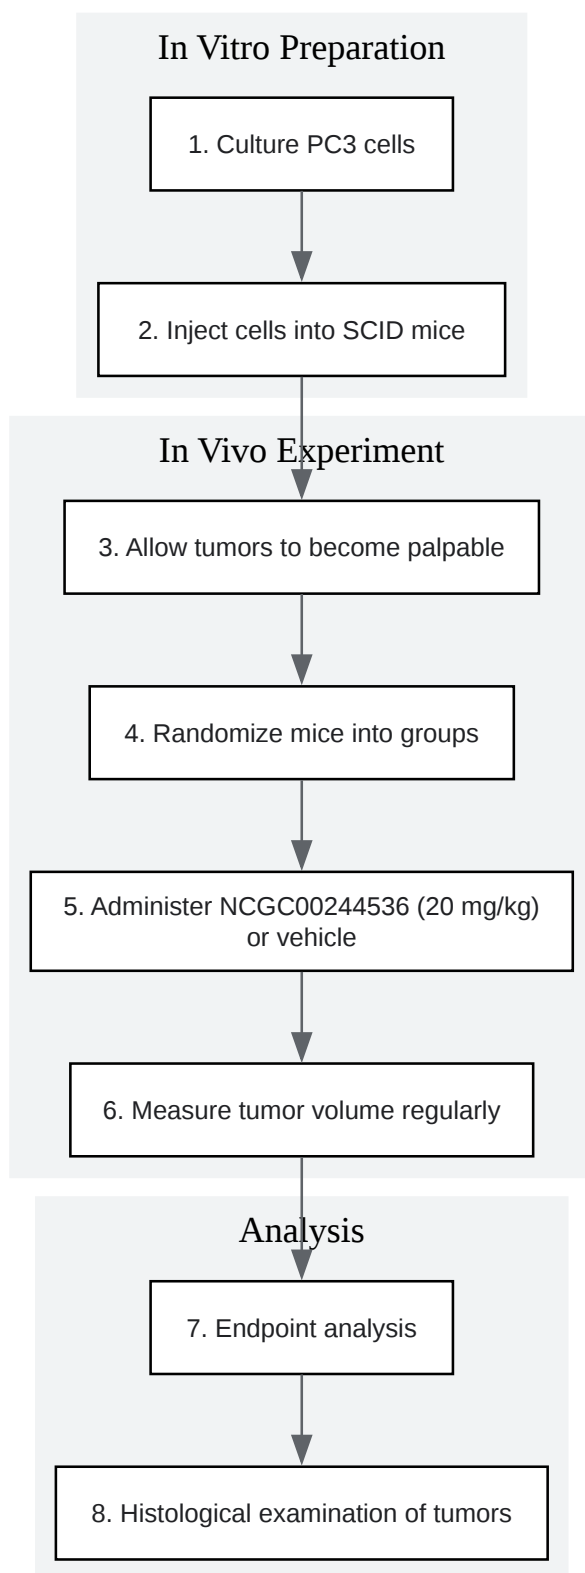 In Vitro Preparation
1. Culture PC3 cells
2. Inject cells into SCID mice
In Vivo Experiment
3. Allow tumors to become palpable
4. Randomize mice into groups
5. Administer NCGC00244536 (20 mg/kg)
or vehicle
6. Measure tumor volume regularly
Analysis
7. Endpoint analysis
8. Histological examination of tumors